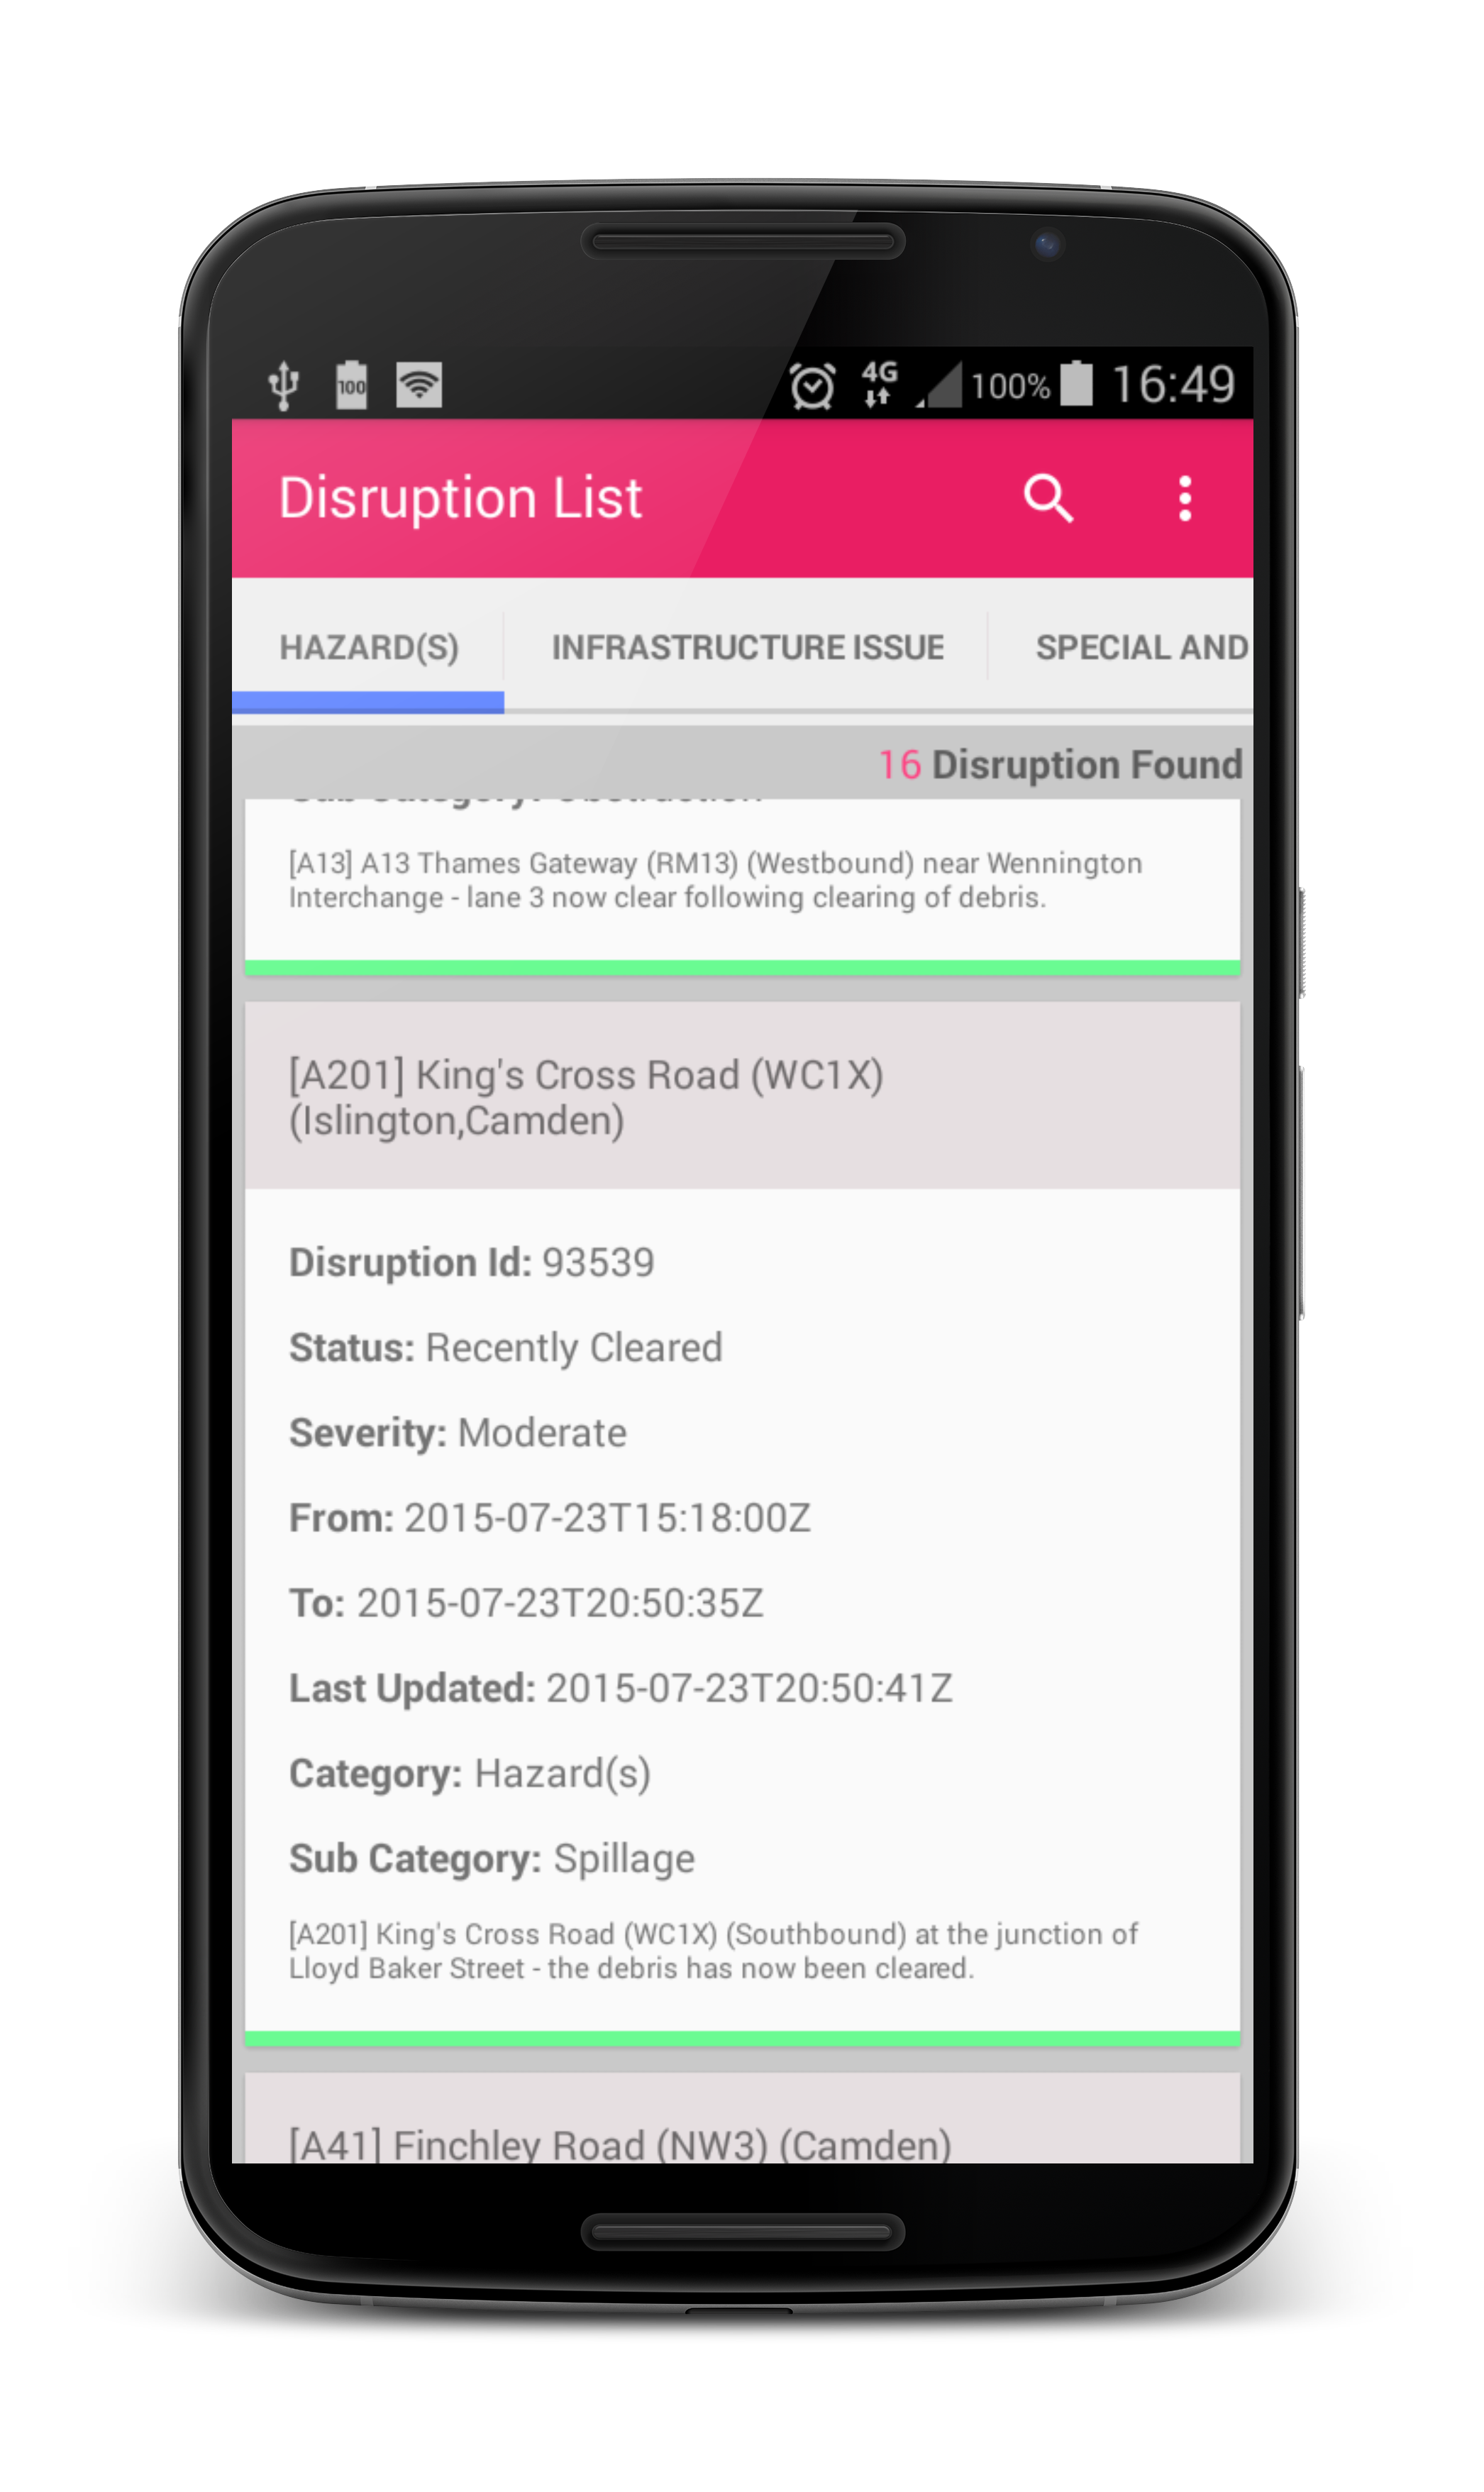 100
4G
100%
16:49
Disruption List
HAZARD(S)
INFRASTRUCTURE ISSUE
SPECIAL AND
16 Disruption Found
Sub Category: Obstruction
[A13] A13 Thames Gateway (RM13) (Westbound) near Wennington
Interchange - lane 3 now clear following clearing of debris.
[A201] King's Cross Road (WC1X)
(Islington,Camden)
Disruption Id: 93539
Status: Recently Cleared
Severity: Moderate
From: 2015-07-23T15:18:00Z
To: 2015-07-23T20:50:35Z
Last Updated: 2015-07-23T20:50:41Z
Category: Hazard(s)
Sub Category: Spillage
[A201] King's Cross Road (WC1X) (Southbound) at the junction of
Lloyd Baker Street - the debris has now been cleared.
[A41] Finchley Road (NW3) (Camden)